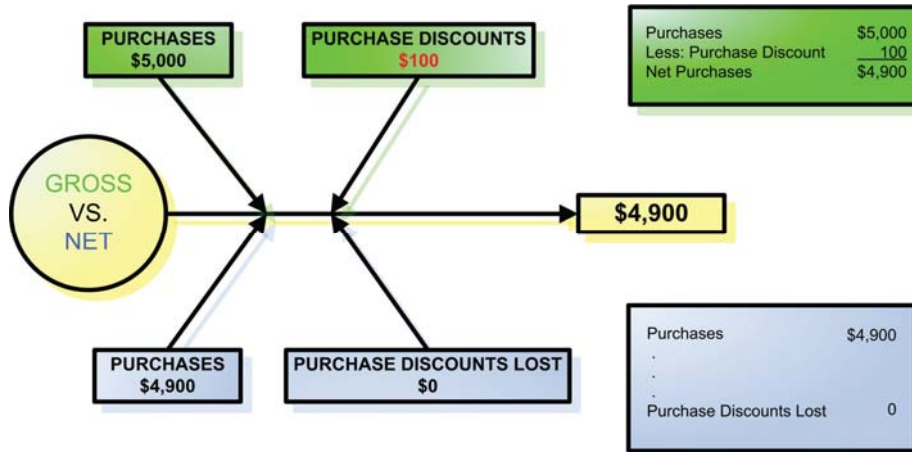 PURCHASES
$5,000
PURCHASE DISCOUNTS
$100
Purchases $5,000
Less: Purchase Discount 100
Net Purchases $4,900
GROSS
VS.
NET
$4,900
PURCHASES
$4,900
PURCHASE DISCOUNTS LOST
$0
Purchases $4,900
.
.
.
Purchase Discounts Lost 0